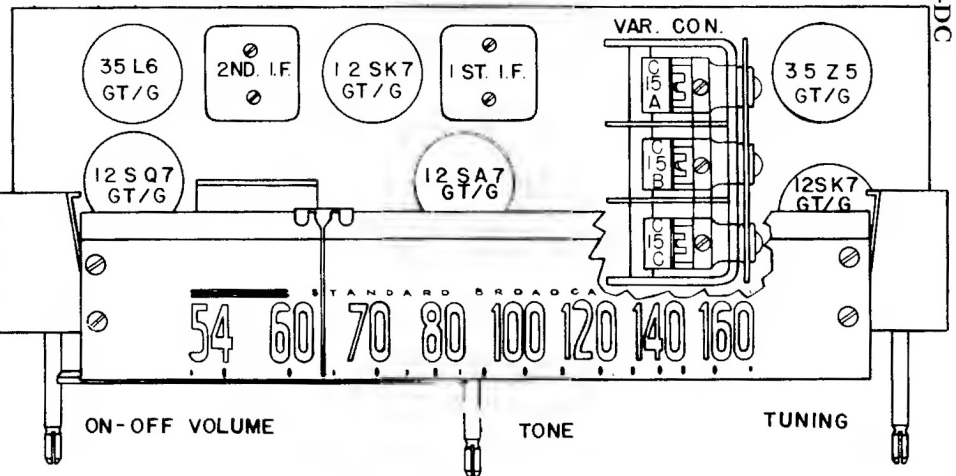 -DC
VAR. CON.
35L6
GT/G
2ND. I.F.
12SK7
GT/G
1ST. I.F.
C
15
A
35Z5
GT/G
12SQ7
GT/G
12SA7
GT/G
C
15
B
12SK7
GT/G
C
15
C
STANDARD BROADCA
54 60 70 80 100 120 140 160
ON-OFF VOLUME
TONE
TUNING